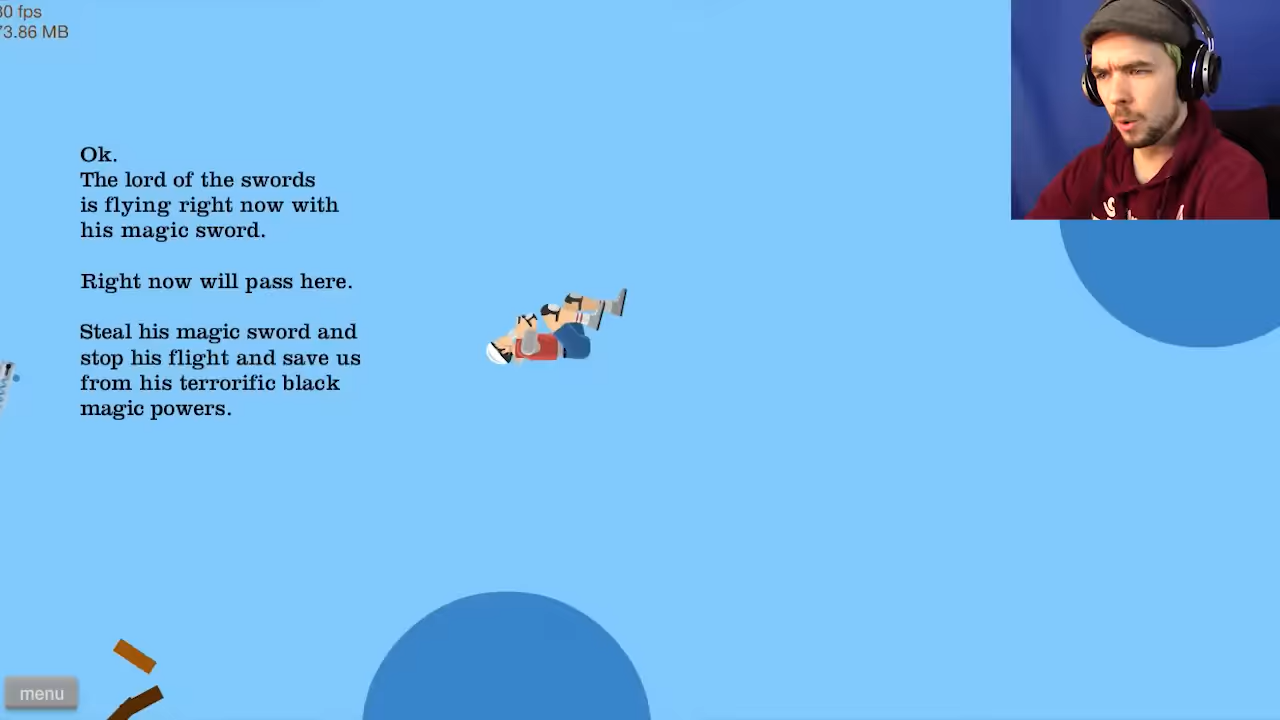 30 fps
73.86 MB
Ok.
The lord of the swords
is flying right now with
his magic sword.
Right now will pass here.
Steal his magic sword and
stop his flight and save us
from his terrorific black
magic powers.
menu